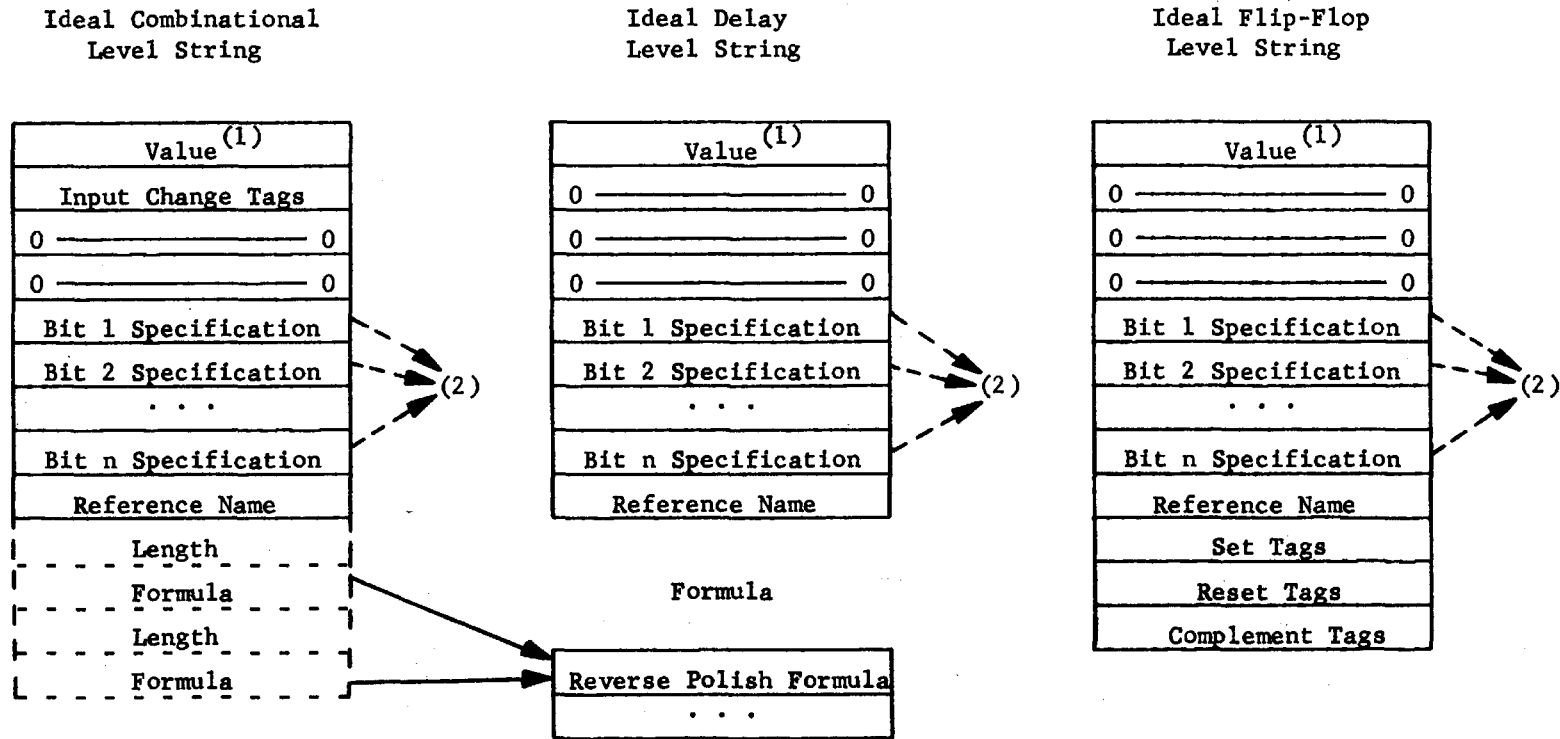 Ideal Combinational
Level String
Value(1)
Input Change Tags
0 0
0 0
Bit 1 Specification
Bit 2 Specification
. . .
Bit n Specification
Reference Name
Length
Formula
Length
Formula
(2)
Ideal Delay
Level String
Value(1)
0 0
0 0
0 0
Bit 1 Specification
Bit 2 Specification
. . .
Bit n Specification
Reference Name
(2)
Formula
Reverse Polish Formula
. . .
Ideal Flip-Flop
Level String
Value(1)
0 0
0 0
0 0
Bit 1 Specification
Bit 2 Specification
. . .
Bit n Specification
Reference Name
Set Tags
Reset Tags
Complement Tags
(2)